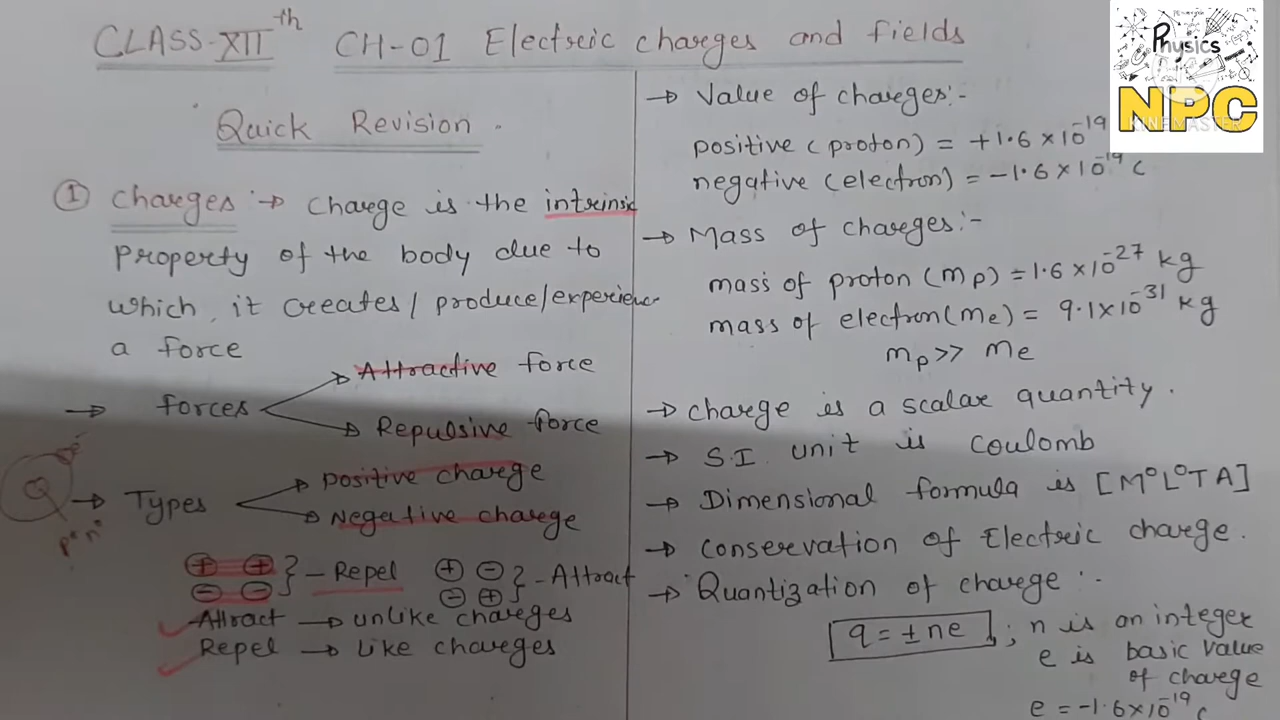 CLASS-XIIth CH-01 Electric charges and fields
Quick Revision.
① Charges :→ Charge is the intrinsic
Property of the body due to
which, it creates/ produce/experience
a force
→ forces → Attractive force
→ Repulsive force
→ Types → positive charge
→ Negative charge
Q
e⁻
p⁺ n⁰
⊕ ⊕ } - Repel ⊕ ⊖ } - Attract
⊖ ⊖ ⊖ ⊕
Attract → unlike charges
Repel → Like charges
→ Value of charges:-
positive (proton) = +1.6 × 10⁻¹⁹
negative (electron) = -1.6 × 10⁻¹⁹ C
→ Mass of charges:-
mass of proton (mp) = 1.6 × 10⁻²⁷ kg
mass of electron (me) = 9.1 × 10⁻³¹ kg
mp >> me
→ charge is a scalar quantity.
→ S.I. unit is Coulomb
→ Dimensional formula is [M⁰L⁰TA]
→ Conservation of Electric charge.
→ Quantization of charge :-
q = ±ne ; n is an integer
e is basic value
of charge
e = -1.6 × 10⁻¹⁹ C
Physics
NPC
KINEMASTER